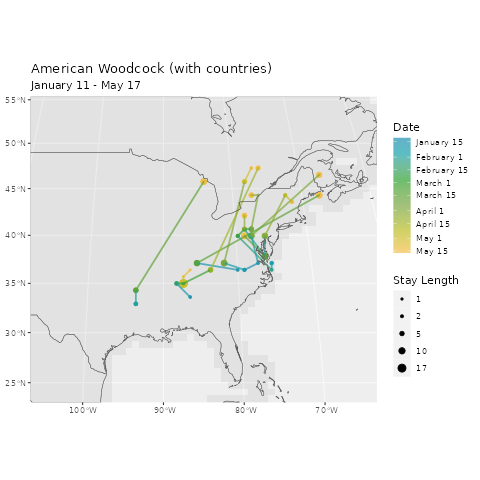 American Woodcock (with countries)
January 11 - May 17
55°N
50°N
45°N
40°N
35°N
30°N
25°N
100°W
90°W
80°W
70°W
Date
January 15
February 1
February 15
March 1
March 15
April 1
April 15
May 1
May 15
Stay Length
1
2
5
10
17